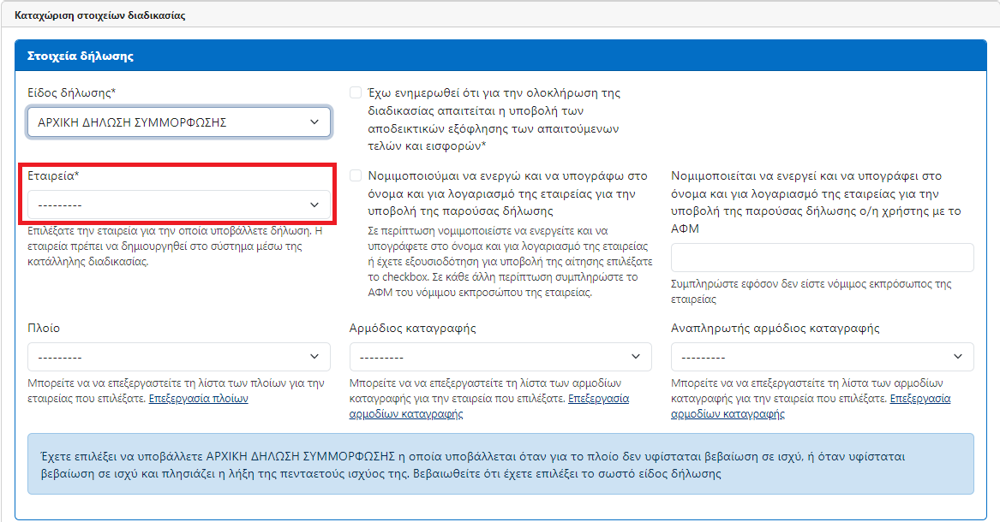 Καταχώριση στοιχείων διαδικασίας
Στοιχεία δήλωσης
Είδος δήλωσης*
ΑΡΧΙΚΗ ΔΗΛΩΣΗ ΣΥΜΜΟΡΦΩΣΗΣ
Έχω ενημερωθεί ότι για την ολοκλήρωση της
διαδικασίας απαιτείται η υποβολή των
αποδεικτικών εξόφλησης των απαιτούμενων
τελών και εισφορών*
Εταιρεία*
---------
Επιλέξατε την εταιρεία για την οποία υποβάλλετε δήλωση. Η
εταιρεία πρέπει να δημιουργηθεί στο σύστημα μέσω της
κατάλληλης διαδικασίας.
Νομιμοποιούμαι να ενεργώ και να υπογράφω στο
όνομα και για λογαριασμό της εταιρείας για την
υποβολή της παρούσας δήλωσης
Σε περίπτωση νομιμοποιείστε να ενεργείτε και να
υπογράφετε στο όνομα και για λογαριασμό της εταιρείας
ή έχετε εξουσιοδότηση για υποβολή της αίτησης επιλέξατε
το checkbox. Σε κάθε άλλη περίπτωση συμπληρώστε το
ΑΦΜ του νόμιμου εκπροσώπου της εταιρείας.
Νομιμοποιείται να ενεργεί και να υπογράφει στο
όνομα και για λογαριασμό της εταιρείας για την
υποβολή της παρούσας δήλωσης ο/η χρήστης με το
ΑΦΜ
Συμπληρώστε εφόσον δεν είστε νόμιμος εκπρόσωπος της
εταιρείας
Πλοίο
---------
Μπορείτε να να επεξεργαστείτε τη λίστα των πλοίων για την
εταιρείας που επιλέξατε. Επεξεργασία πλοίων
Αρμόδιος καταγραφής
---------
Μπορείτε να να επεξεργαστείτε τη λίστα των αρμοδίων
καταγραφής για την εταιρεία που επιλέξατε. Επεξεργασία
αρμοδίων καταγραφής
Αναπληρωτής αρμόδιος καταγραφής
---------
Μπορείτε να να επεξεργαστείτε τη λίστα των αρμοδίων
καταγραφής για την εταιρεία που επιλέξατε. Επεξεργασία
αρμοδίων καταγραφής
Έχετε επιλέξει να υποβάλλετε ΑΡΧΙΚΗ ΔΗΛΩΣΗ ΣΥΜΜΟΡΦΩΣΗΣ η οποία υποβάλλεται όταν για το πλοίο δεν υφίσταται βεβαίωση σε ισχύ, ή όταν υφίσταται
βεβαίωση σε ισχύ και πλησιάζει η λήξη της πενταετούς ισχύος της. Βεβαιωθείτε ότι έχετε επιλέξει το σωστό είδος δήλωσης